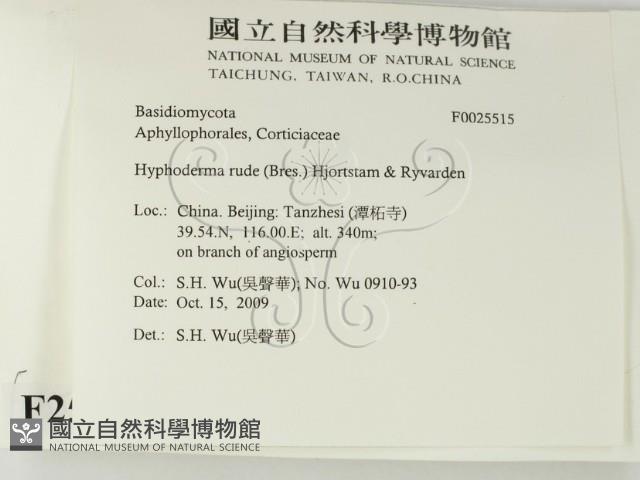 國立自然科學博物館
NATIONAL MUSEUM OF NATURAL SCIENCE
TAICHUNG, TAIWAN, R.O.CHINA
Basidiomycota F0025515
Aphyllophorales, Corticiaceae
Hyphoderma rude (Bres.) Hjortstam & Ryvarden
Loc.: China. Beijing: Tanzhesi (潭柘寺)
39.54.N, 116.00.E; alt. 340m;
on branch of angiosperm
Col.: S.H. Wu(吳聲華); No. Wu 0910-93
Date: Oct. 15, 2009
Det.: S.H. Wu(吳聲華)
國立自然科學博物館
NATIONAL MUSEUM OF NATURAL SCIENCE